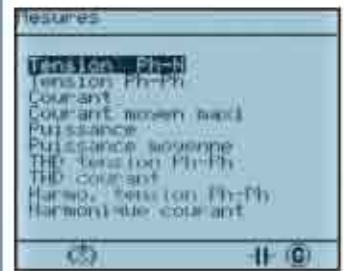 Mesures
Tension Ph-N
Tension Ph-Ph
Courant
Courant moyen maxi
Puissance
Puissance moyenne
THD tension Ph-Ph
THD courant
Harmo. tension Ph-Ph
Harmonique courant